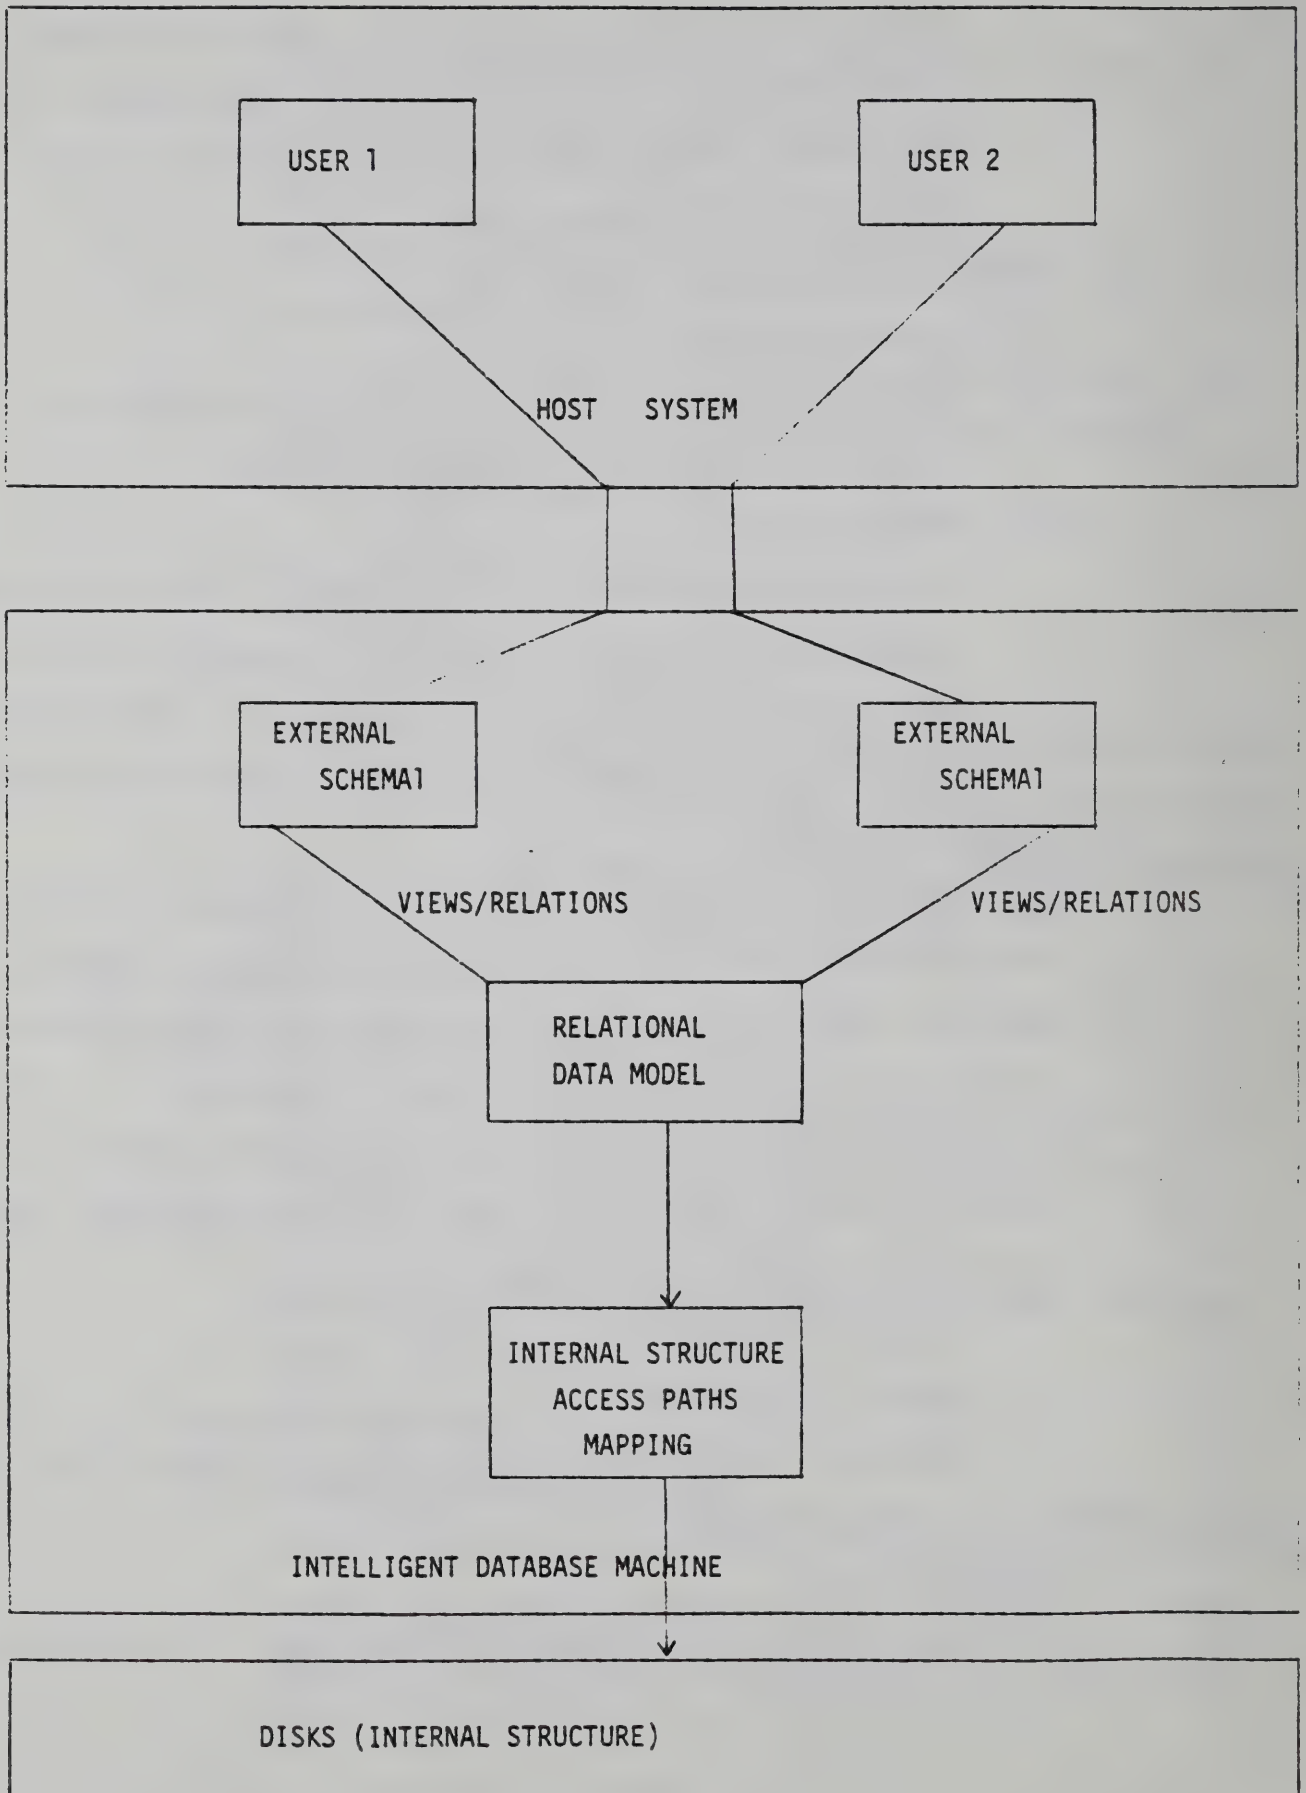 USER 1
USER 2
HOST SYSTEM
EXTERNAL
SCHEMA1
EXTERNAL
SCHEMA1
VIEWS/RELATIONS
VIEWS/RELATIONS
RELATIONAL
DATA MODEL
INTERNAL STRUCTURE
ACCESS PATHS
MAPPING
INTELLIGENT DATABASE MACHINE
DISKS (INTERNAL STRUCTURE)